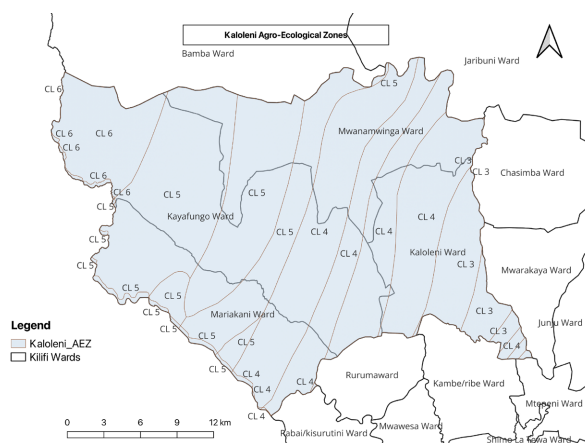 Kaloleni Agro-Ecological Zones
Bamba Ward
Jaribuni Ward
CL 5
CL 6
Mwanamwinga Ward
CL 6
CL 6
CL 6
CL 3
CL 3
Chasimba Ward
CL 6
CL 6
CL 5
CL 5
CL 5
Kayafungo Ward
CL 4
CL 4
CL 4
CL 5
Kaloleni Ward
CL 4
CL 5
CL 3
Mwarakaya Ward
CL 5
CL 5
CL 5
Mariakani Ward
CL 3
Junju Ward
Legend
Kaloleni_AEZ
Kilifi Wards
CL 5
CL 5
CL 5
CL 3
CL 4
CL 5
CL 4
CL 4
CL 4
Rurumaward
Kambe/ribe Ward
Mtepeni Ward
CL 4
0 3 6 9 12 km
Rabai/kisurutini Ward
Mwawesa Ward
Shimo La Tewa Ward